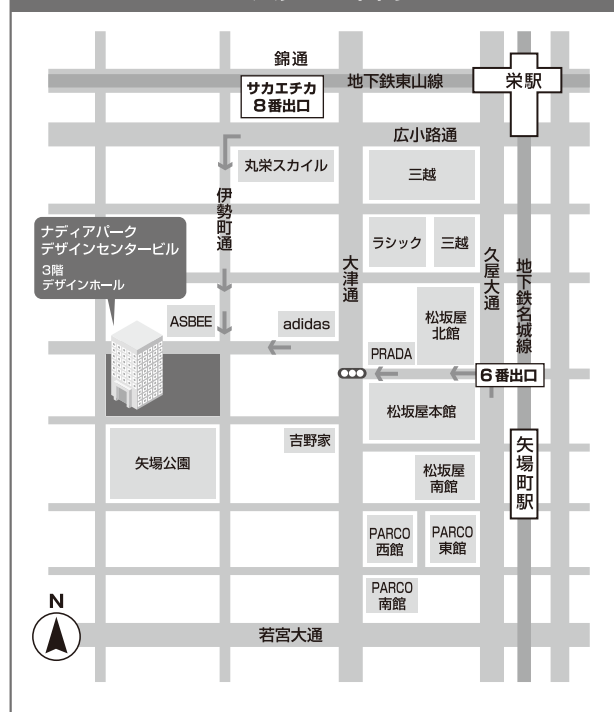 錦通
サカエチカ
8番出口
地下鉄東山線
栄駅
広小路通
丸栄スカイル
三越
伊勢町通
ナディアパーク
デザインセンタービル
3階
デザインホール
ラシック
三越
大津通
久屋大通
地下鉄名城線
ASBEE
adidas
松坂屋
北館
PRADA
6番出口
松坂屋本館
吉野家
矢場公園
矢場町駅
松坂屋
南館
PARCO
西館
PARCO
東館
PARCO
南館
N
若宮大通